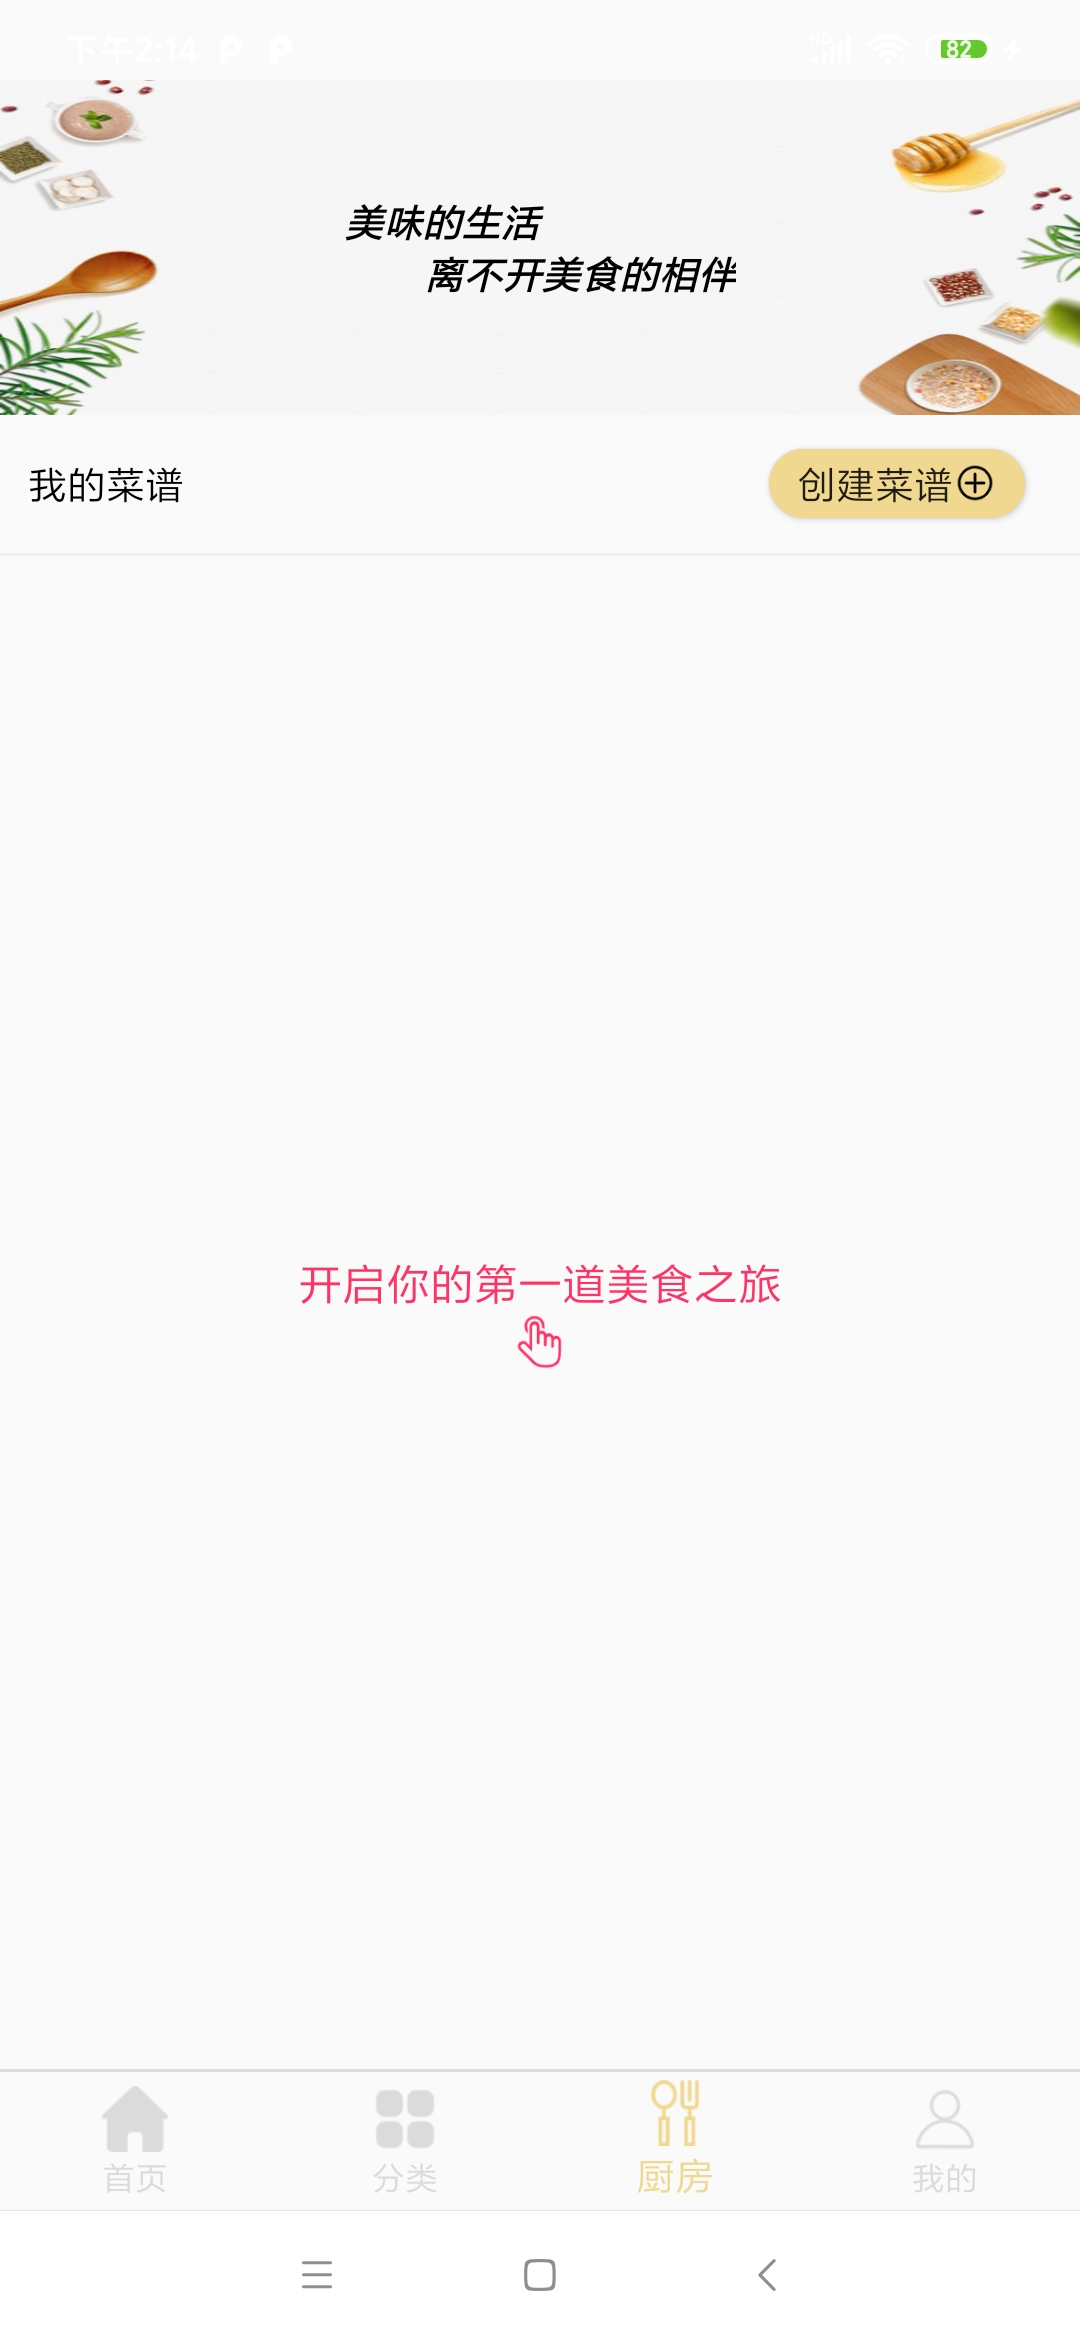 下午2:14
HD
82
美味的生活
离不开美食的相伴
我的菜谱
创建菜谱
开启你的第一道美食之旅
首页
分类
厨房
我的